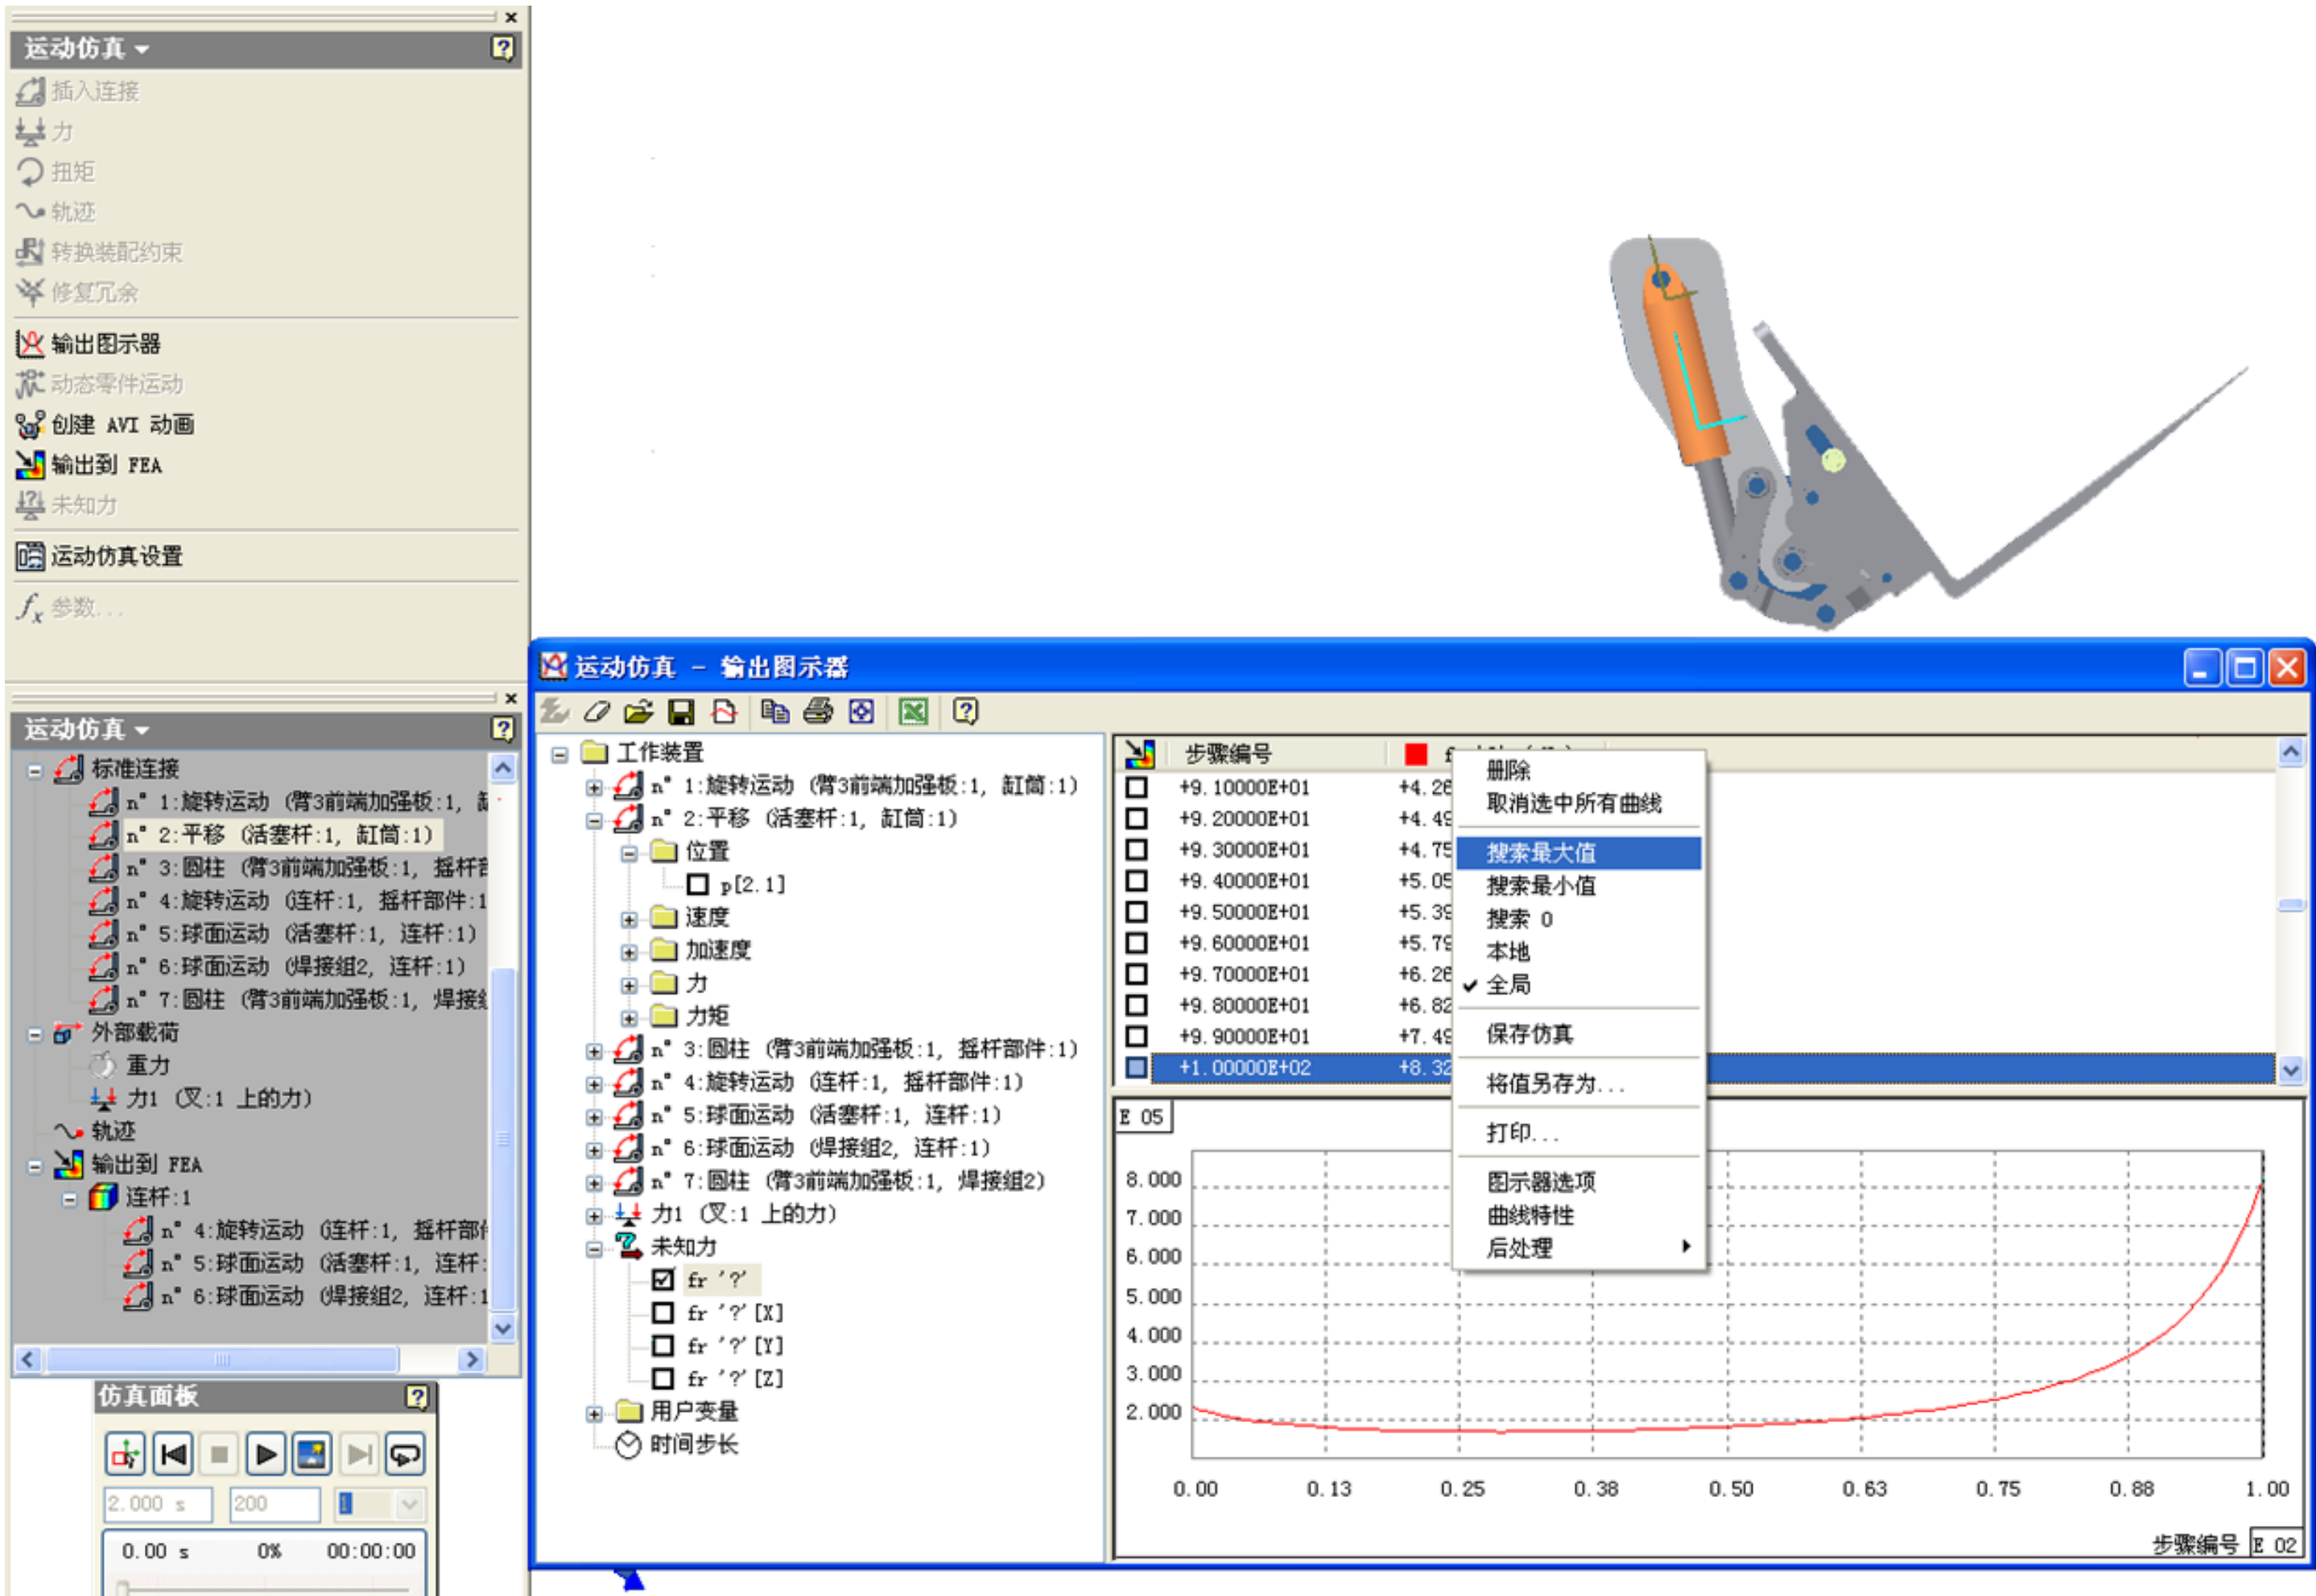 运动仿真
插入连接
力
扭矩
轨迹
转换装配约束
修复冗余
输出图示器
动态零件运动
创建 AVI 动画
输出到 FEA
未知力
运动仿真设置
fx 参数...
运动仿真
标准连接
n° 1:旋转运动 (臂3前端加强板:1,
n° 2:平移 (活塞杆:1, 缸筒:1)
n° 3:圆柱 (臂3前端加强板:1, 摇杆部
n° 4:旋转运动 (连杆:1, 摇杆部件:1
n° 5:球面运动 (活塞杆:1, 连杆:1)
n° 6:球面运动 (焊接组2, 连杆:1)
n° 7:圆柱 (臂3前端加强板:1, 焊接
外部载荷
重力
力1 (叉:1 上的力)
轨迹
输出到 FEA
连杆:1
n° 4:旋转运动 (连杆:1, 摇杆部
n° 5:球面运动 (活塞杆:1, 连杆:
n° 6:球面运动 (焊接组2, 连杆:1
仿真面板
2.000 s 200 1
0.00 s 0% 00:00:00
运动仿真 - 输出图示器
工作装置
n° 1:旋转运动 (臂3前端加强板:1, 缸筒:1)
n° 2:平移 (活塞杆:1, 缸筒:1)
位置
p[2.1]
速度
加速度
力
力矩
n° 3:圆柱 (臂3前端加强板:1, 摇杆部件:1)
n° 4:旋转运动 (连杆:1, 摇杆部件:1)
n° 5:球面运动 (活塞杆:1, 连杆:1)
n° 6:球面运动 (焊接组2, 连杆:1)
n° 7:圆柱 (臂3前端加强板:1, 焊接组2)
力1 (叉:1 上的力)
未知力
fr '?'
fr '?'[X]
fr '?'[Y]
fr '?'[Z]
用户变量
时间步长
步骤编号
+9.10000E+01 +4.26
+9.20000E+01 +4.49
+9.30000E+01 +4.75
+9.40000E+01 +5.05
+9.50000E+01 +5.39
+9.60000E+01 +5.79
+9.70000E+01 +6.26
+9.80000E+01 +6.82
+9.90000E+01 +7.49
+1.00000E+02 +8.32
删除
取消选中所有曲线
搜索最大值
搜索最小值
搜索 0
本地
全局
保存仿真
将值另存为...
打印...
图示器选项
曲线特性
后处理
E 05
8.000
7.000
6.000
5.000
4.000
3.000
2.000
0.00 0.13 0.25 0.38 0.50 0.63 0.75 0.88 1.00
步骤编号 E 02